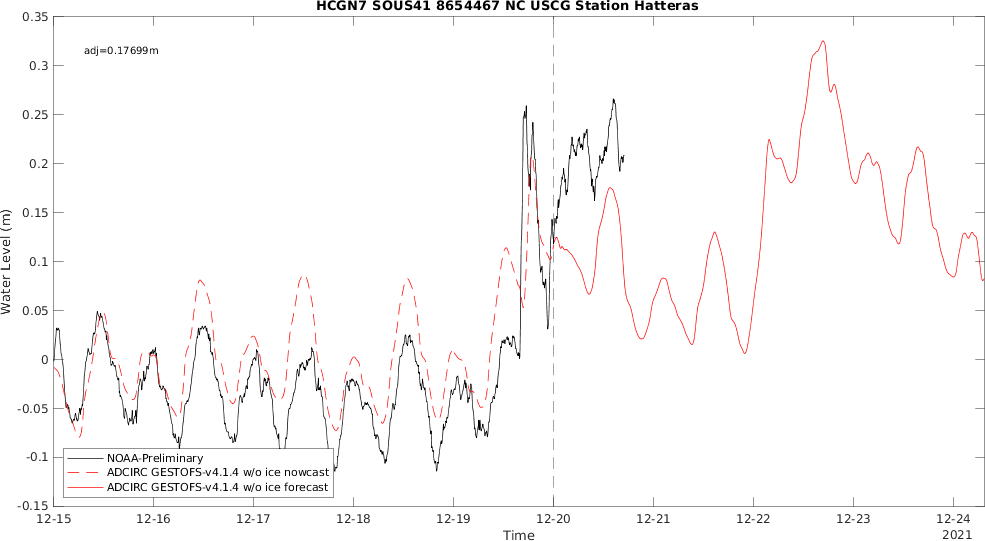 HCGN7 SOUS41 8654467 NC USCG Station Hatteras
adj=0.17699m
Water Level (m)
0.35
0.3
0.25
0.2
0.15
0.1
0.05
0
-0.05
-0.1
-0.15
NOAA-Preliminary
ADCIRC GESTOFS-v4.1.4 w/o ice nowcast
ADCIRC GESTOFS-v4.1.4 w/o ice forecast
12-15 12-16 12-17 12-18 12-19 12-20 12-21 12-22 12-23 12-24
Time
2021